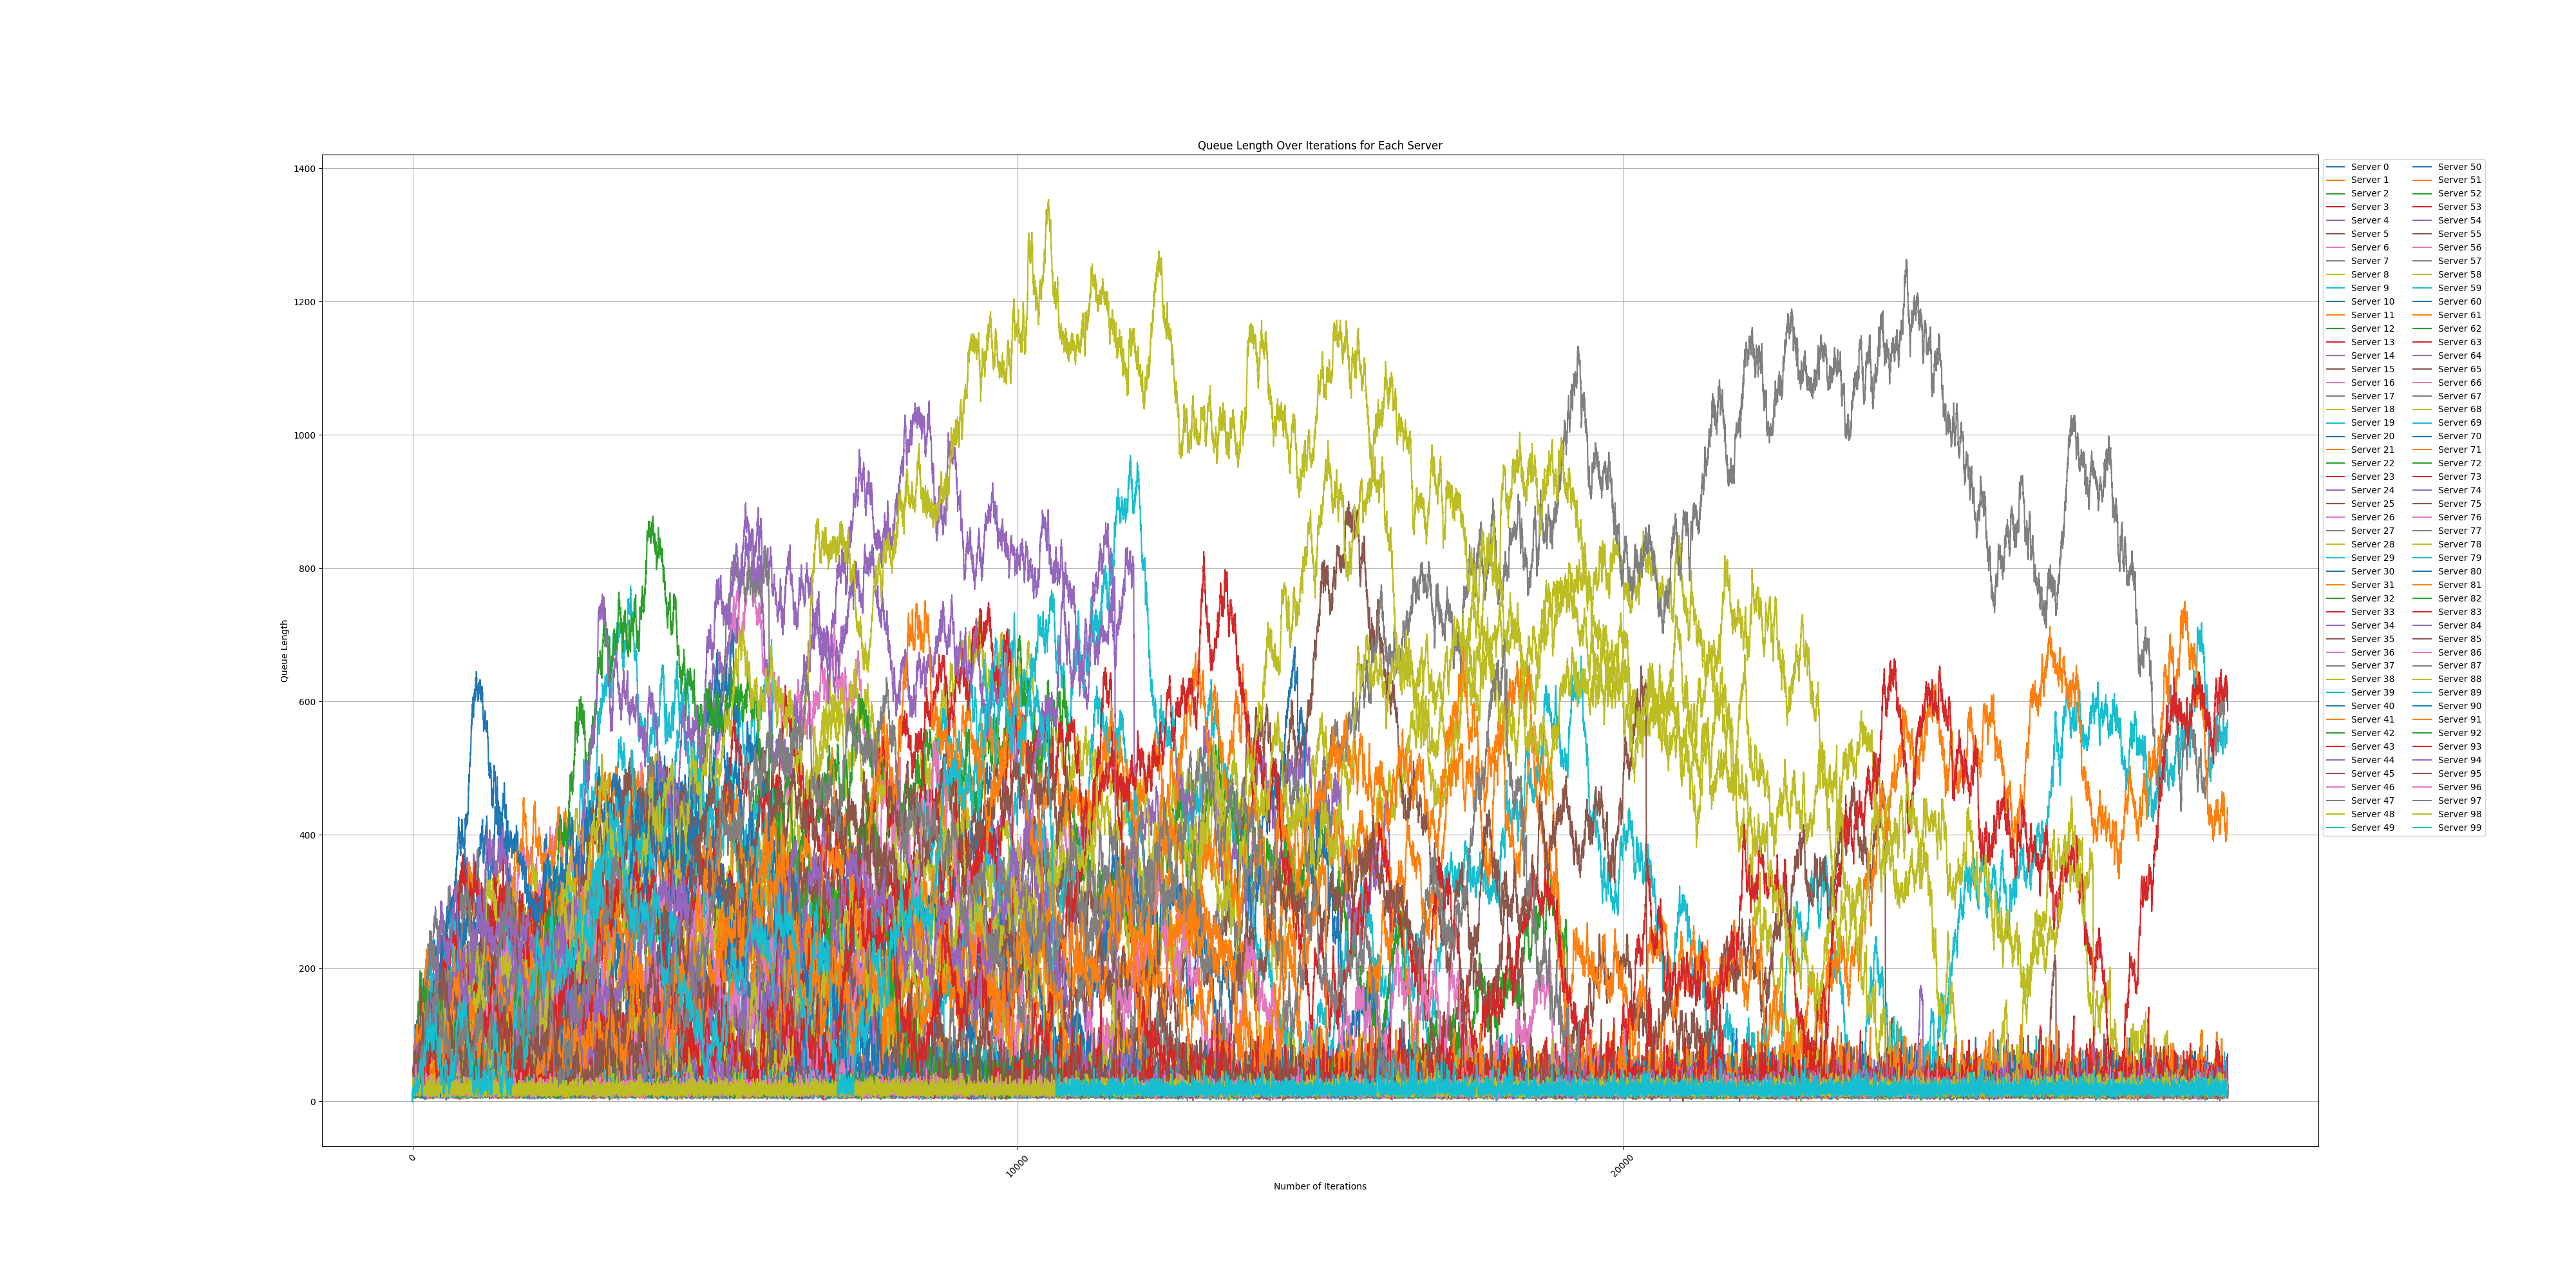 Queue Length Over Iterations for Each Server
1400
1200
1000
800
600
400
200
0
Queue Length
0
10000
20000
Number of Iterations
Server 0
Server 1
Server 2
Server 3
Server 4
Server 5
Server 6
Server 7
Server 8
Server 9
Server 10
Server 11
Server 12
Server 13
Server 14
Server 15
Server 16
Server 17
Server 18
Server 19
Server 20
Server 21
Server 22
Server 23
Server 24
Server 25
Server 26
Server 27
Server 28
Server 29
Server 30
Server 31
Server 32
Server 33
Server 34
Server 35
Server 36
Server 37
Server 38
Server 39
Server 40
Server 41
Server 42
Server 43
Server 44
Server 45
Server 46
Server 47
Server 48
Server 49
Server 50
Server 51
Server 52
Server 53
Server 54
Server 55
Server 56
Server 57
Server 58
Server 59
Server 60
Server 61
Server 62
Server 63
Server 64
Server 65
Server 66
Server 67
Server 68
Server 69
Server 70
Server 71
Server 72
Server 73
Server 74
Server 75
Server 76
Server 77
Server 78
Server 79
Server 80
Server 81
Server 82
Server 83
Server 84
Server 85
Server 86
Server 87
Server 88
Server 89
Server 90
Server 91
Server 92
Server 93
Server 94
Server 95
Server 96
Server 97
Server 98
Server 99